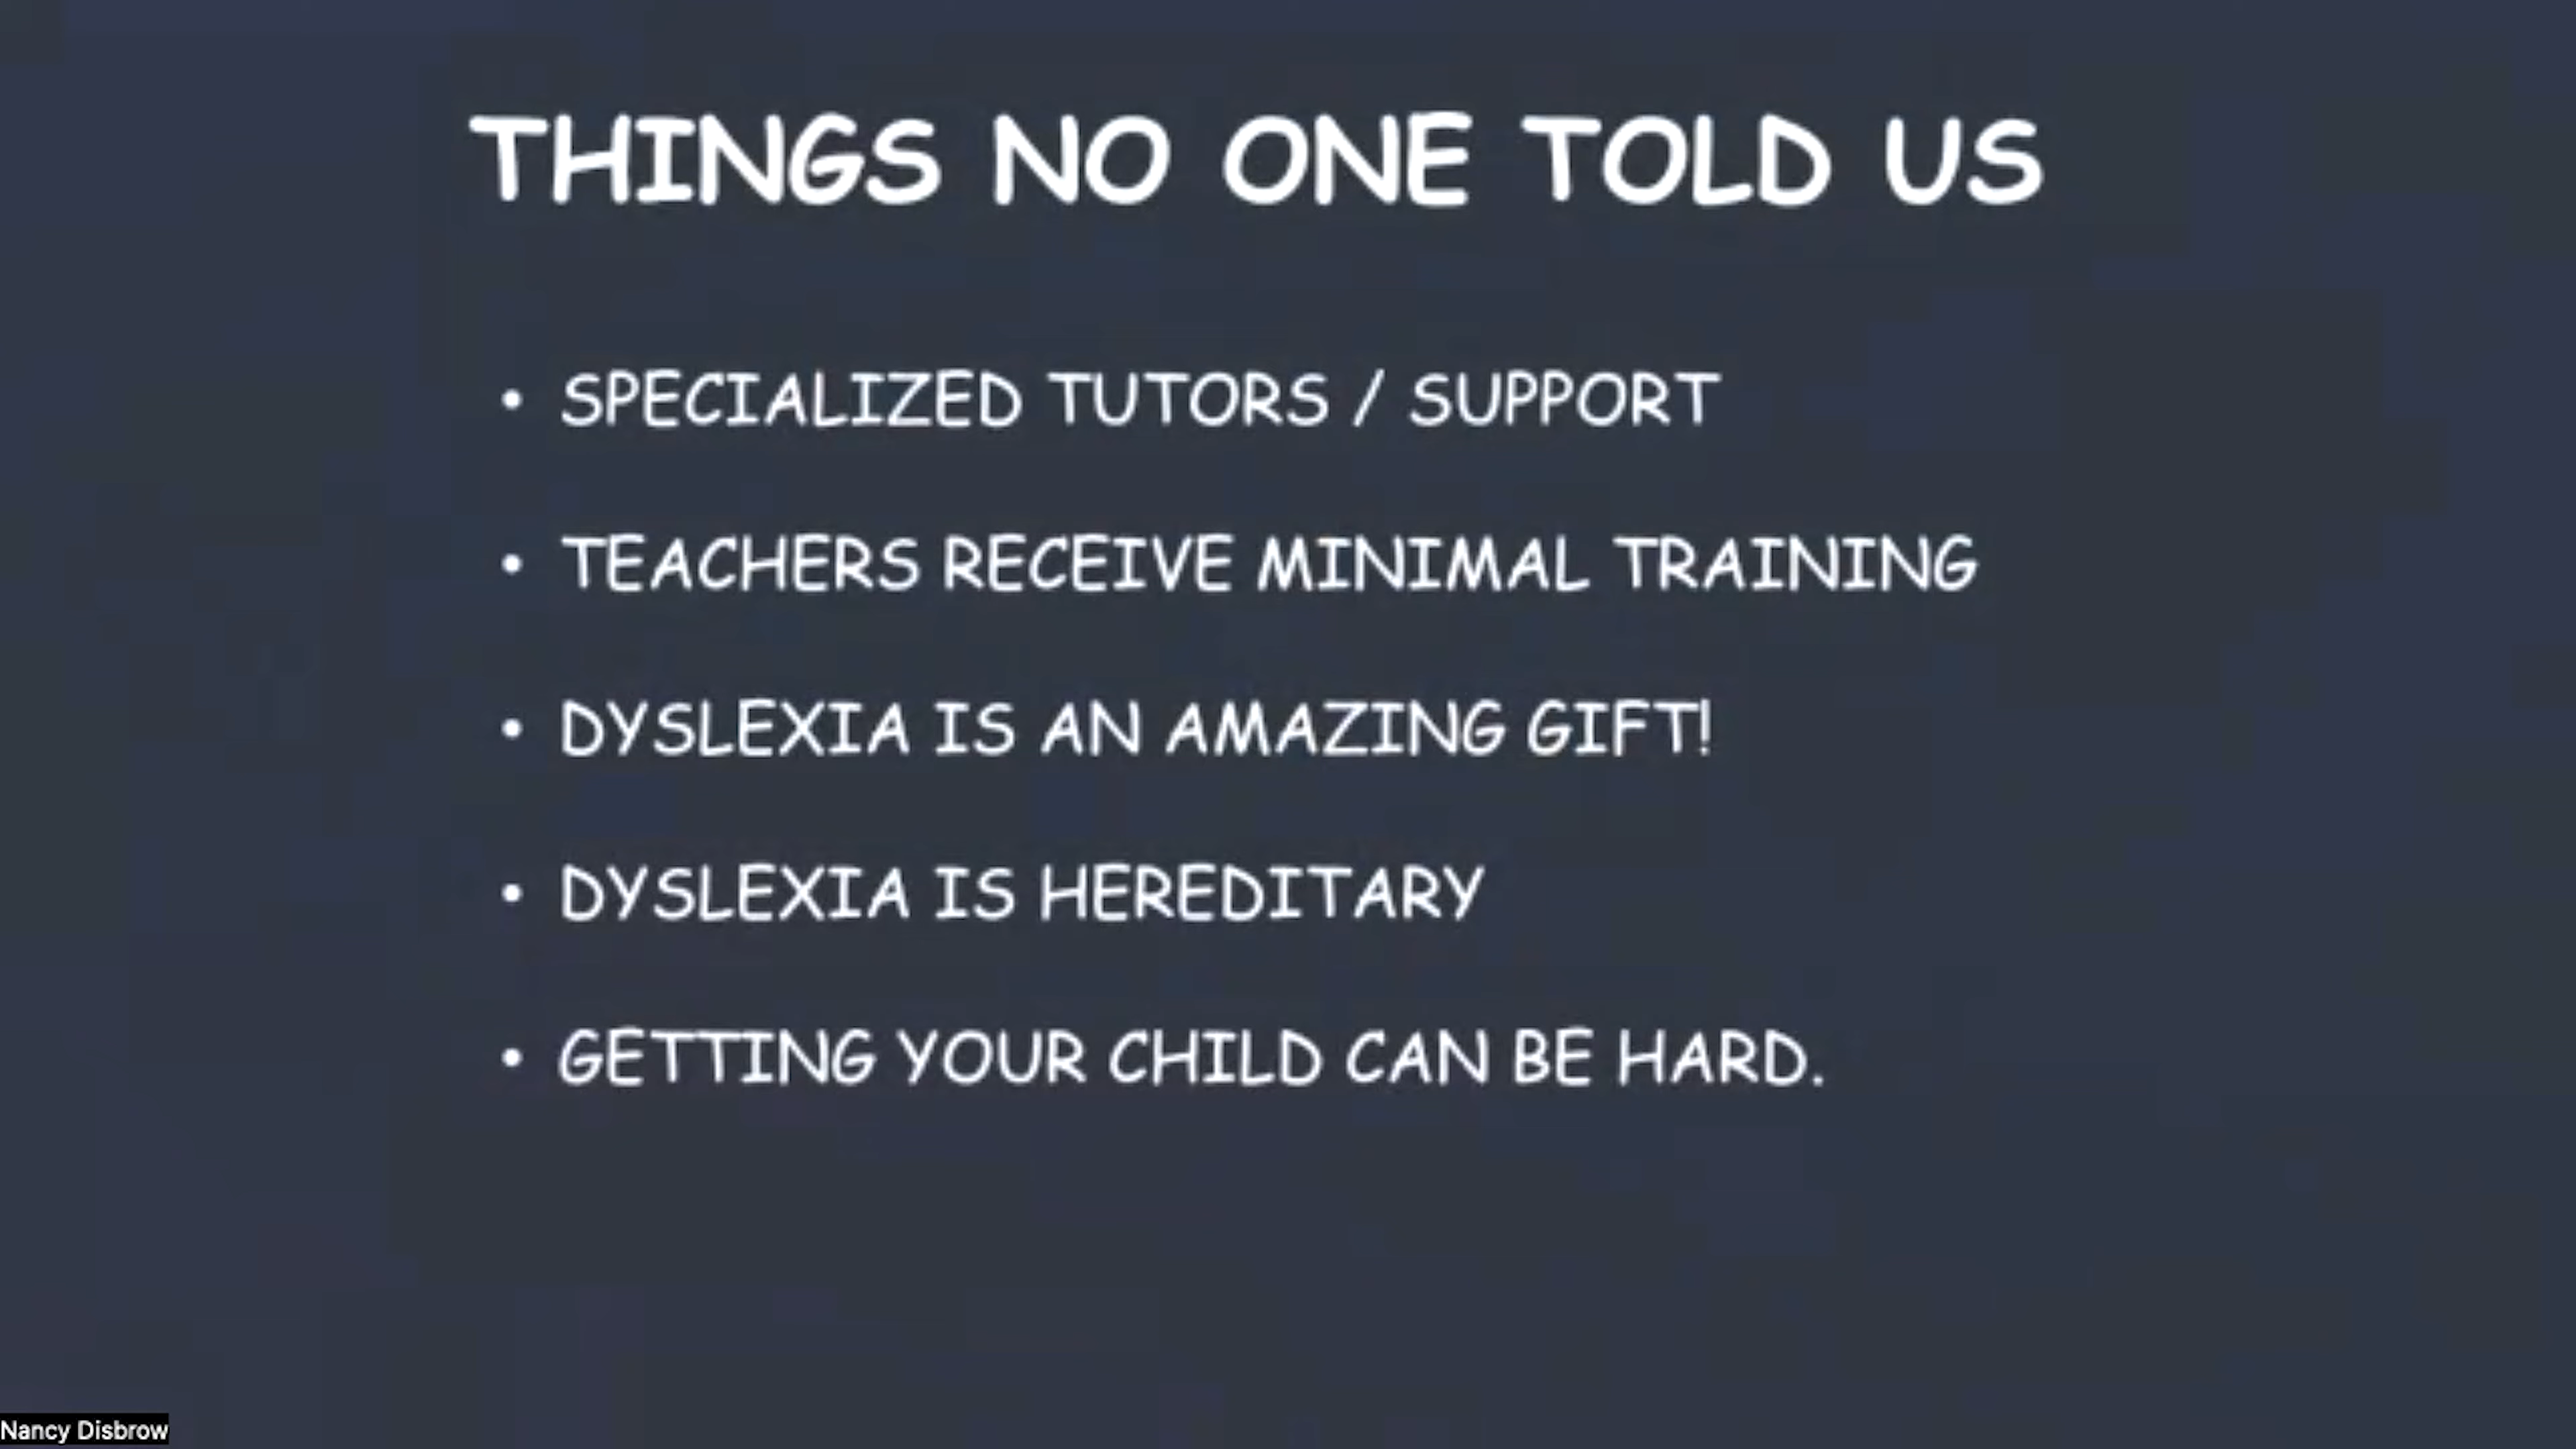 THINGS NO ONE TOLD US
• SPECIALIZED TUTORS / SUPPORT
• TEACHERS RECEIVE MINIMAL TRAINING
• DYSLEXIA IS AN AMAZING GIFT!
• DYSLEXIA IS HEREDITARY
• GETTING YOUR CHILD CAN BE HARD.
Nancy Disbrow